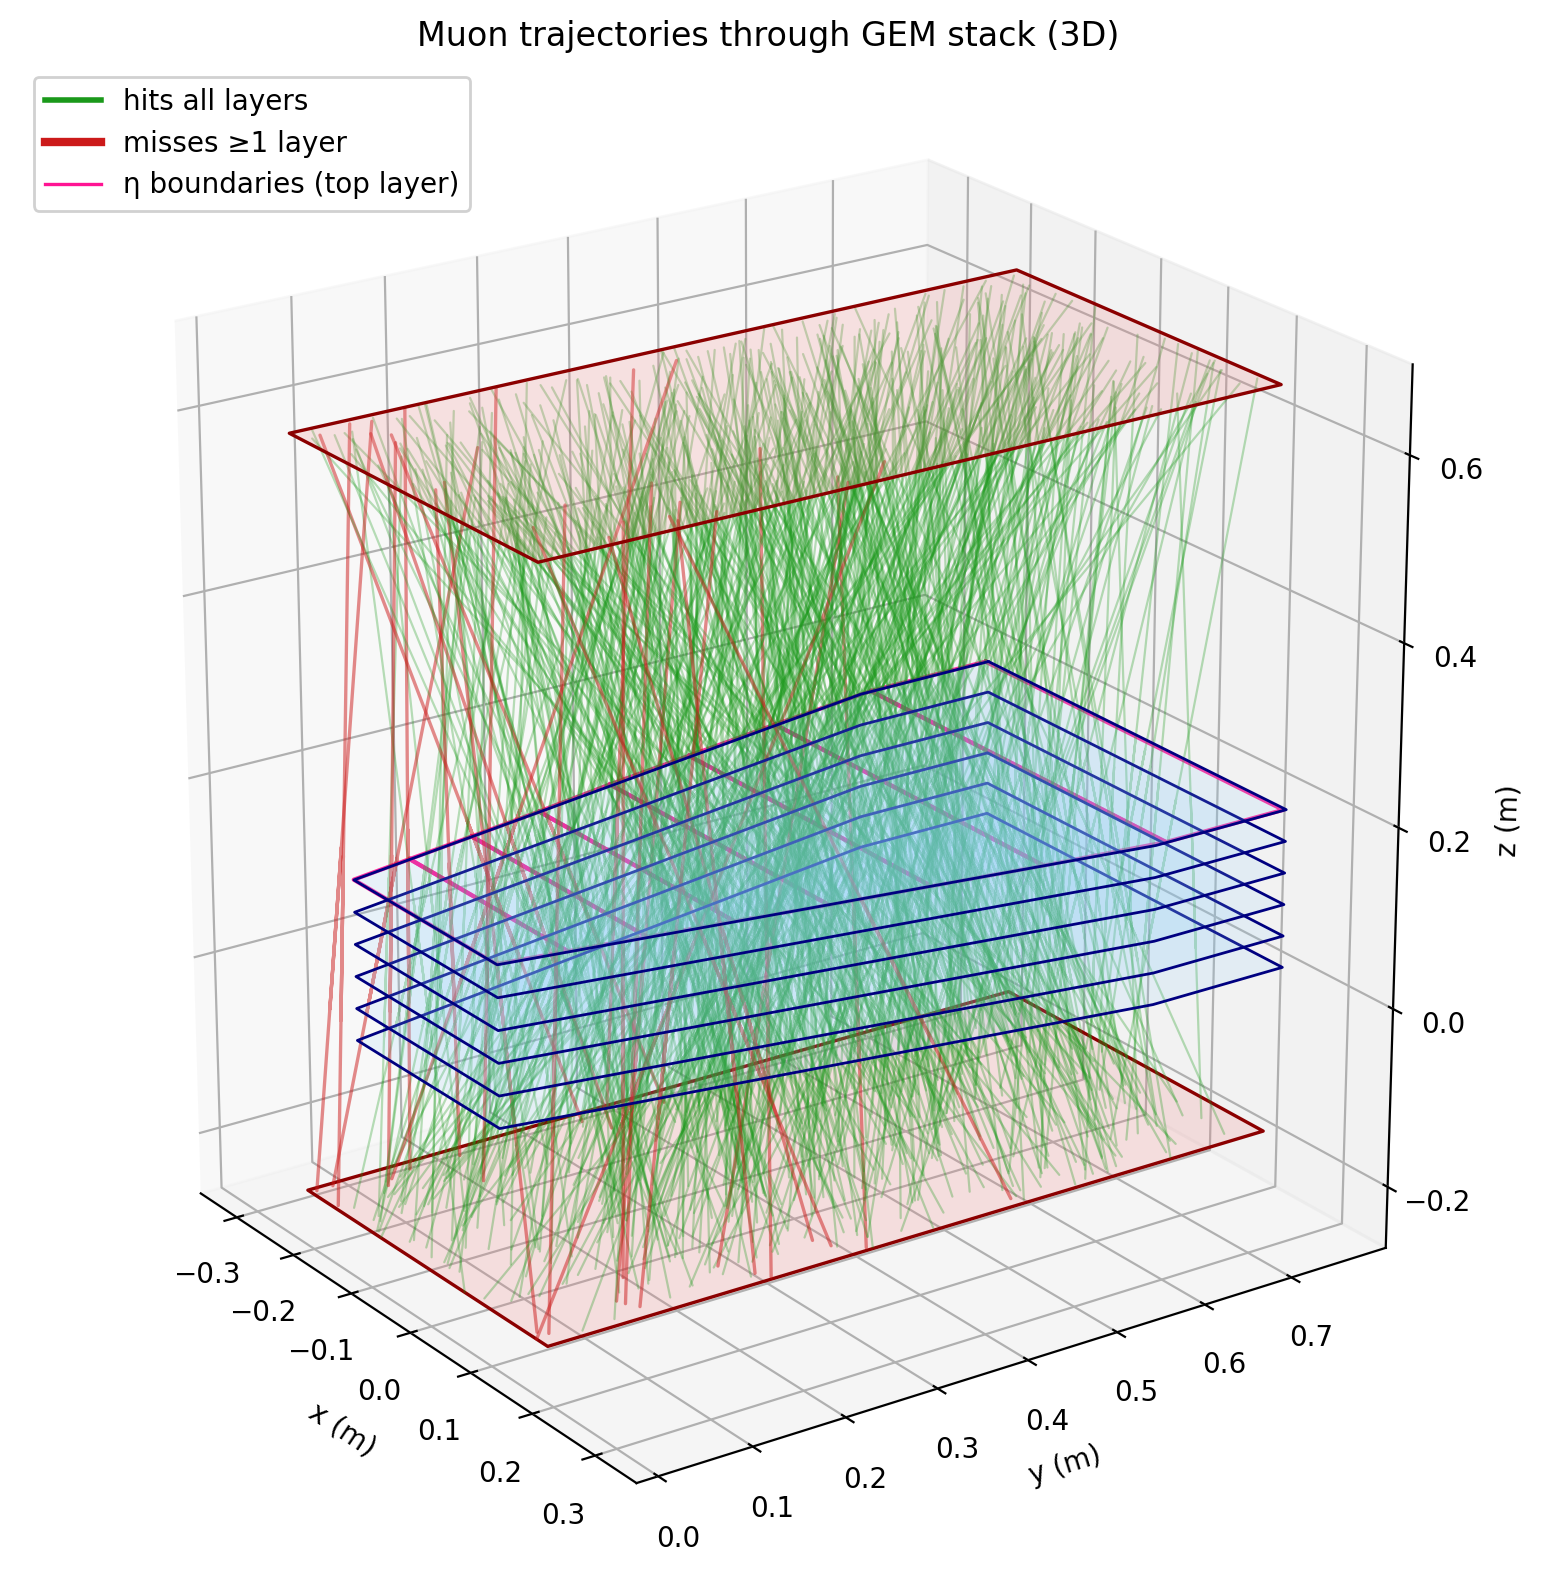 Muon trajectories through GEM stack (3D)
hits all layers
misses ≥1 layer
η boundaries (top layer)
0.6
0.4
0.2
0.0
−0.2
z (m)
−0.3
−0.2
−0.1
0.0
0.1
0.2
0.3
x (m)
0.0
0.1
0.2
0.3
0.4
0.5
0.6
0.7
y (m)